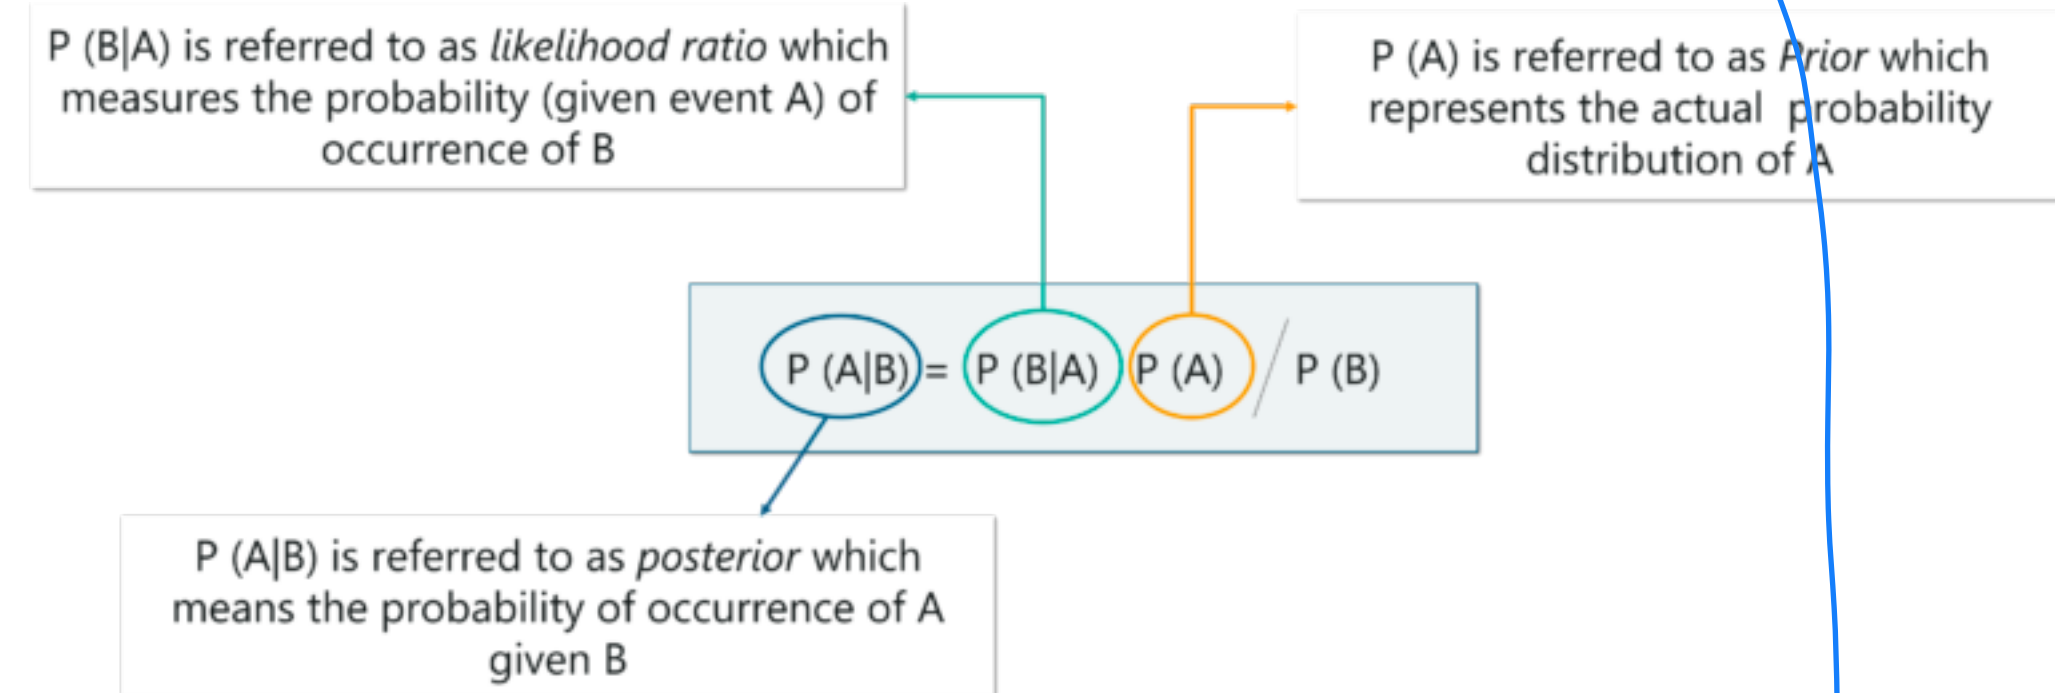 P (B|A) is referred to as likelihood ratio which
measures the probability (given event A) of
occurrence of B
P (A) is referred to as Prior which
represents the actual probability
distribution of A
P (A|B) = P (B|A) P (A) / P (B)
P (A|B) is referred to as posterior which
means the probability of occurrence of A
given B